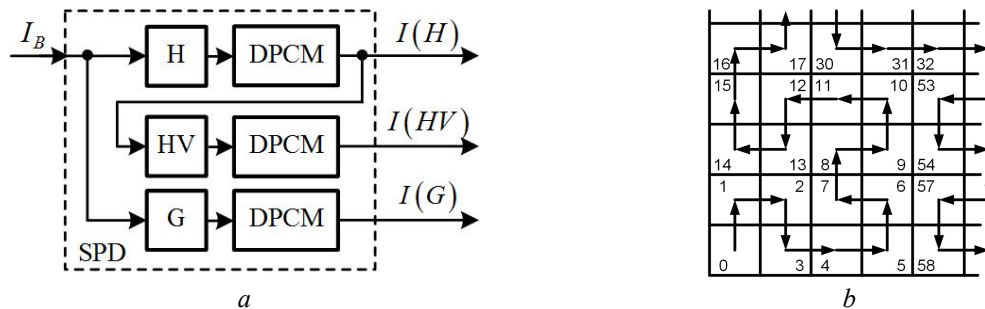 I_B
H
DPCM
I(H)
HV
DPCM
I(HV)
G
DPCM
I(G)
SPD
a
16 17 30 31 32
15 12 11 10 53
14 13 8 9 54
1 2 7 6 57
0 3 4 5 58
b